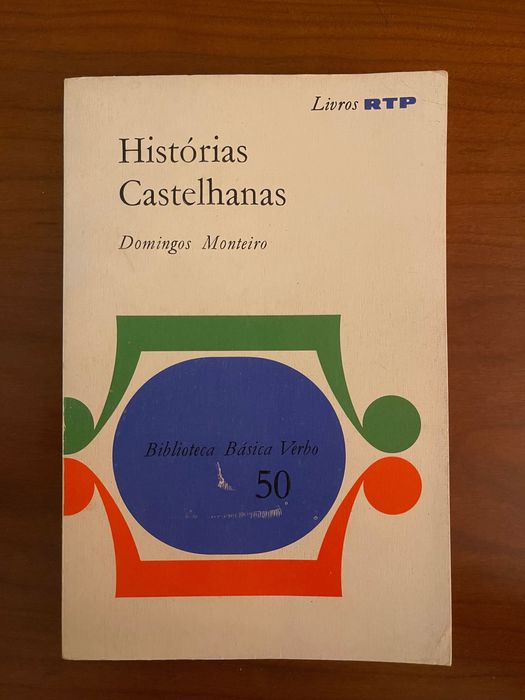 Livros RTP
Histórias
Castelhanas
Domingos Monteiro
Biblioteca Básica Verbo
50